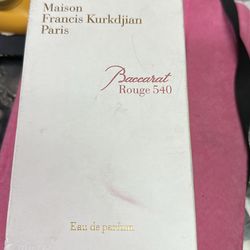 Maison
Francis Kurkdjian
Paris
Baccarat
Rouge 540
Eau de parfum